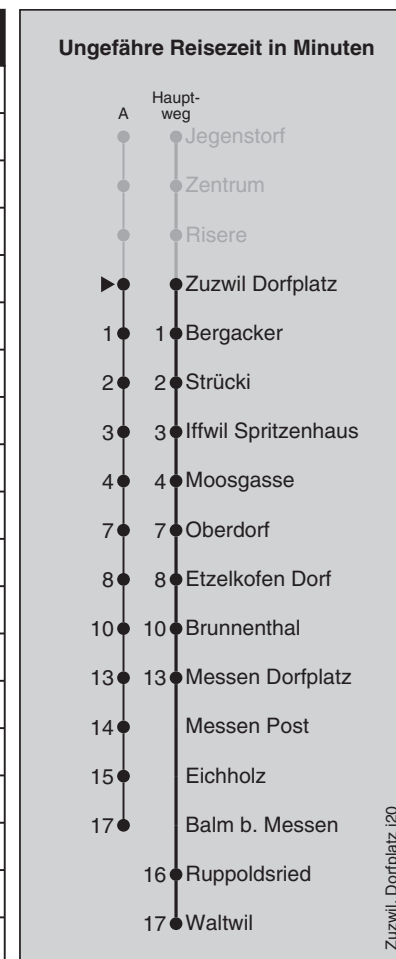 Ungefähre Reisezeit in Minuten
A
Haupt-
weg
Jegenstorf
Zentrum
Risere
Zuzwil Dorfplatz
1 1 Bergacker
2 2 Strücki
3 3 Iffwil Spritzenhaus
4 4 Moosgasse
7 7 Oberdorf
8 8 Etzelkofen Dorf
10 10 Brunnenthal
13 13 Messen Dorfplatz
14 Messen Post
15 Eichholz
17 Balm b. Messen
16 Ruppoldsried
17 Waltwil
Zuzwil, Dorfplatz j20